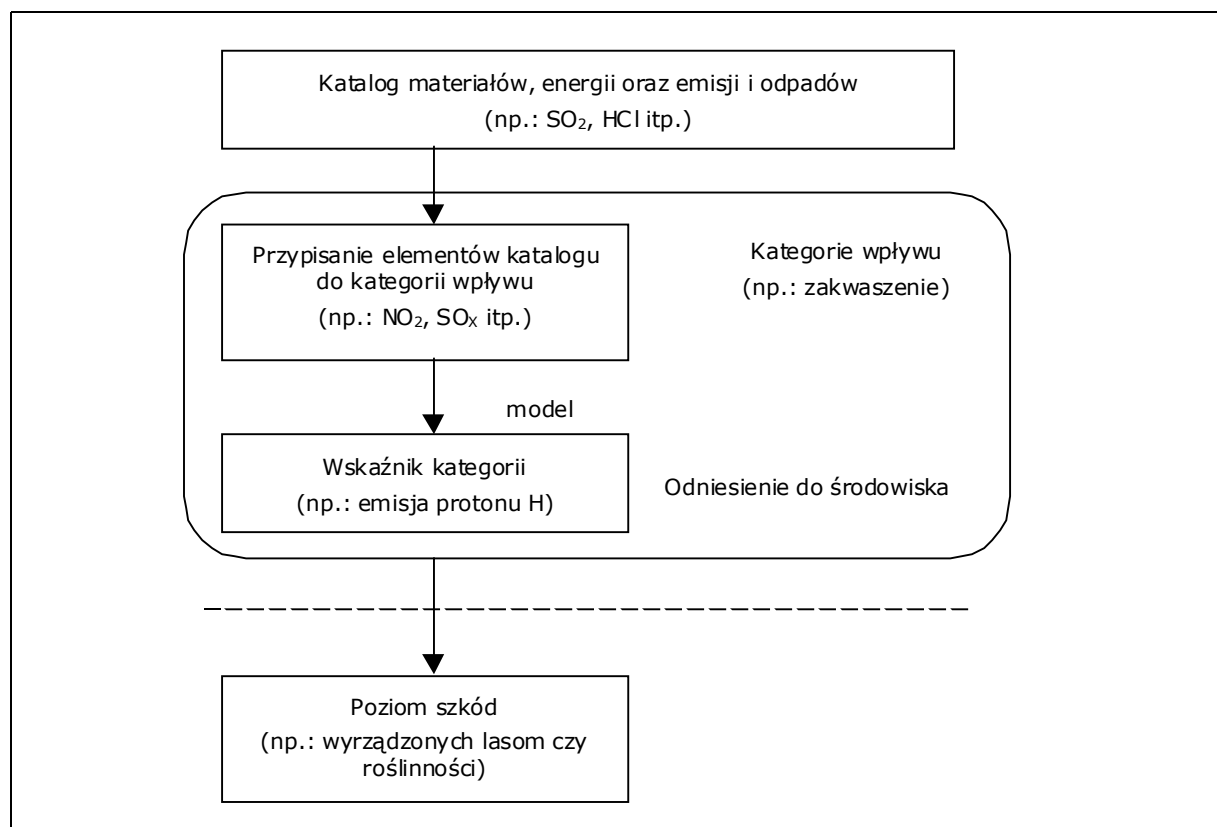 Katalog materiałów, energii oraz emisji i odpadów
(np.: SO₂, HCl itp.)
Przypisanie elementów katalogu
do kategorii wpływu
(np.: NO₂, SOₓ itp.)
Kategorie wpływu
(np.: zakwaszenie)
model
Wskaźnik kategorii
(np.: emisja protonu H)
Odniesienie do środowiska
Poziom szkód
(np.: wyrządzonych lasom czy
roślinności)